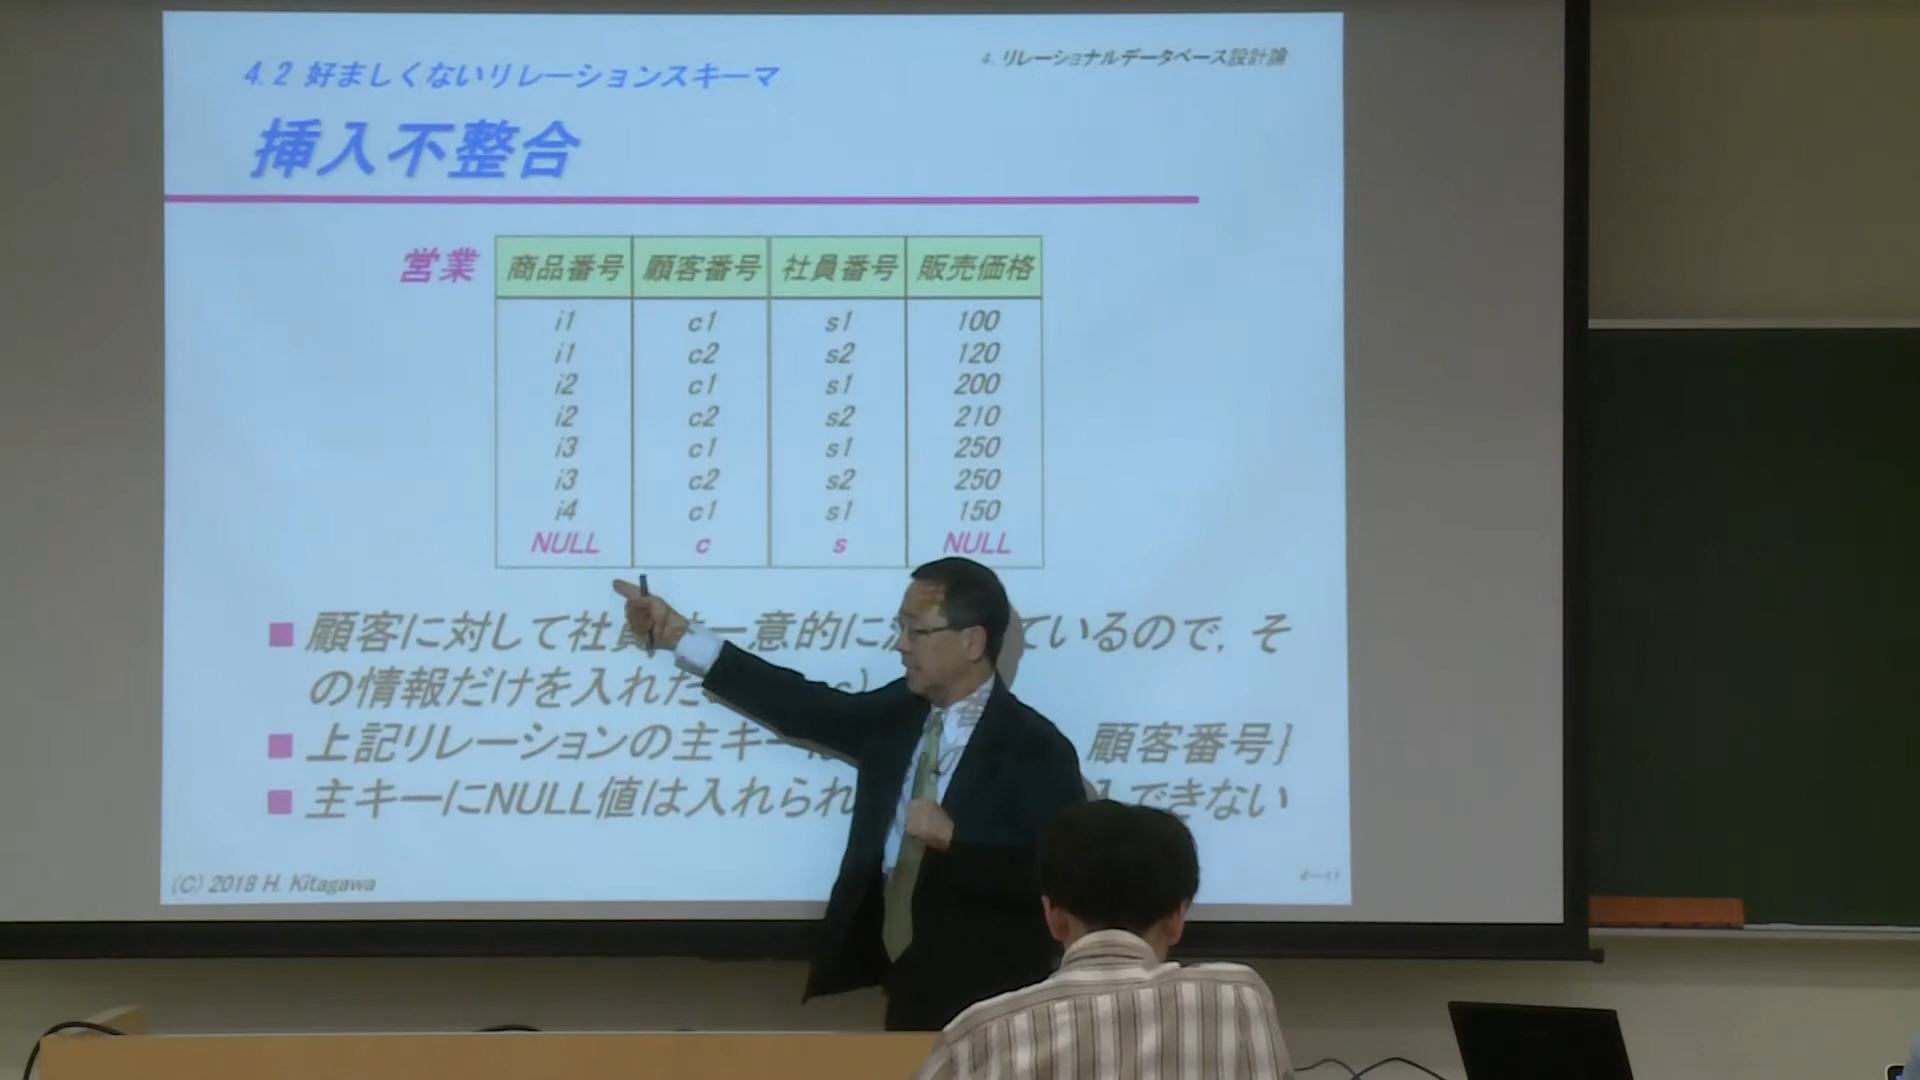 4. リレーショナルデータベース設計論
4.2 好ましくないリレーションスキーマ
挿入不整合
営業
商品番号 顧客番号 社員番号 販売価格
i1 c1 s1 100
i1 c2 s2 120
i2 c1 s1 200
i2 c2 s2 210
i3 c1 s1 250
i3 c2 s2 250
i4 c1 s1 150
NULL c s NULL
■ 顧客に対して社員 一意的に ているので，そ
の情報だけを入れた
■ 上記リレーションの主キー 顧客番号}
■ 主キーにNULL値は入れられ できない
(C) 2018 H. Kitagawa